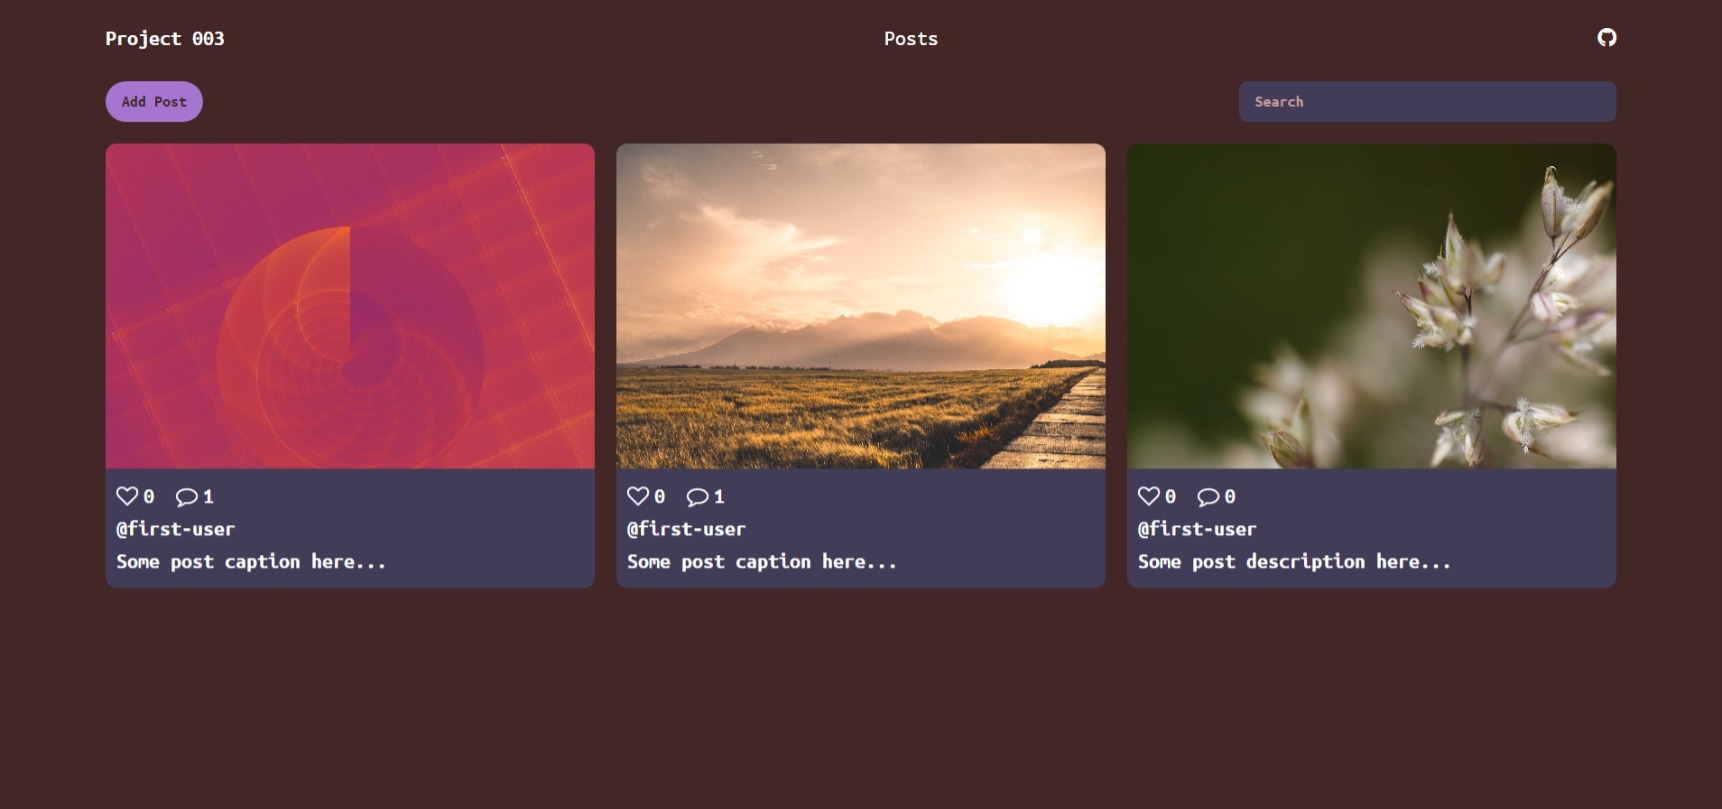 Project 003
Posts
Add Post
Search
0 1
@first-user
Some post caption here...
0 1
@first-user
Some post caption here...
0 0
@first-user
Some post description here...